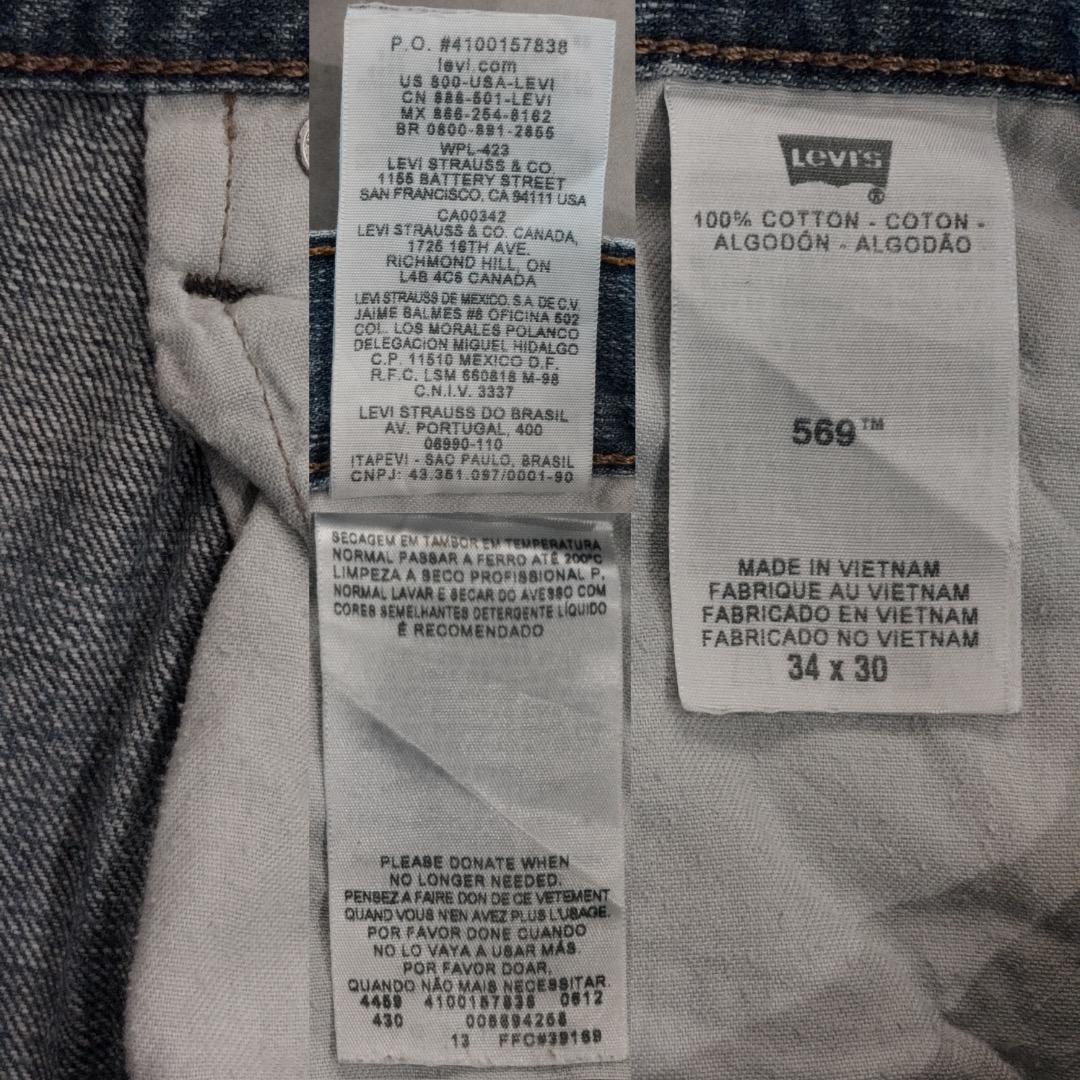 P.O. #4100157838
levi.com
US 800-USA-LEVI
CN 888-501-LEVI
MX 866-254-8162
BR 0800-891-2855
WPL-423
LEVI STRAUSS & CO
1155 BATTERY STREET
SAN FRANCISCO, CA 94111 USA
CA00342
LEVI STRAUSS & CO. CANADA,
1725 16TH AVE.
RICHMOND HILL, ON
L4B 4C6 CANADA
LEVI STRAUSS DE MEXICO, S.A. DE C.V.
JAIME BALMES #8 OFICINA 502
COL. LOS MORALES POLANCO
DELEGACION MIGUEL HIDALGO
C.P. 11510 MEXICO D.F.
R.F.C. LSM 660818 M-98
C.N.I.V. 3337
LEVI STRAUSS DO BRASIL
AV. PORTUGAL, 400
06990-110
ITAPEVI - SAO PAULO, BRASIL
CNPJ: 43.351.097/0001-90
SECAGEM EM TAMBOR EM TEMPERATURA
NORMAL PASSAR A FERRO ATÉ 200°C
LIMPEZA A SECO PROFISSIONAL P,
NORMAL LAVAR E SECAR DO AVESSO COM
CORES SEMELHANTES DETERGENTE LÍQUIDO
É RECOMENDADO
PLEASE DONATE WHEN
NO LONGER NEEDED.
PENSEZ A FAIRE DON DE CE VETEMENT
QUAND VOUS N'EN AVEZ PLUS L'USAGE.
POR FAVOR DONE CUANDO
NO LO VAYA A USAR MÁS.
POR FAVOR DOAR,
QUANDO NÃO MAIS NECESSITAR.
4459 4100157838 0612
430 005894258
13 FFC#39169
LEVI'S
®
100% COTTON - COTON -
ALGODÓN - ALGODÃO
569™
MADE IN VIETNAM
FABRIQUE AU VIETNAM
FABRICADO EN VIETNAM
FABRICADO NO VIETNAM
34 x 30